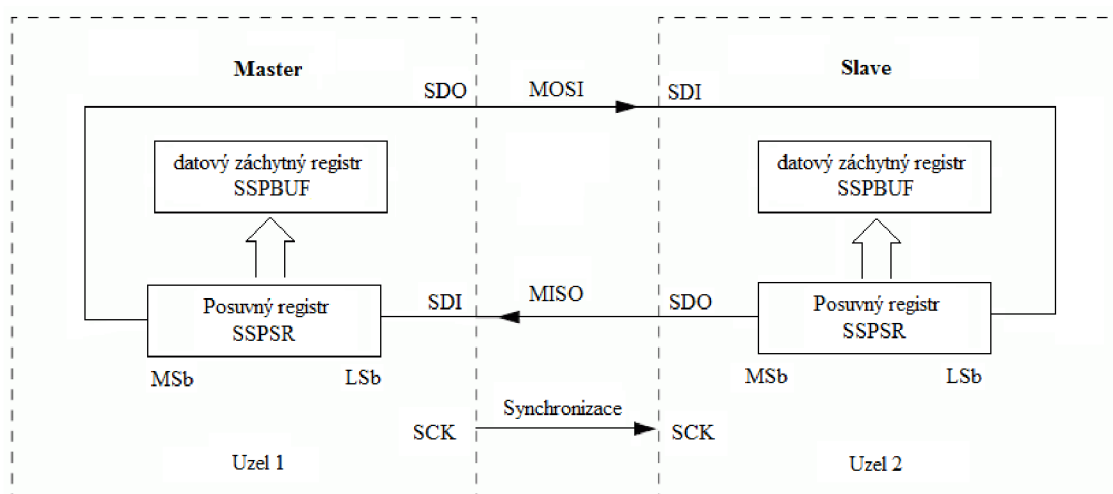 Master
Slave
SDO
MOSI
SDI
datový záchytný registr
SSPBUF
datový záchytný registr
SSPBUF
SDI
MISO
SDO
Posuvný registr
SSPSR
Posuvný registr
SSPSR
MSb
LSb
MSb
LSb
SCK
Synchronizace
SCK
Uzel 1
Uzel 2